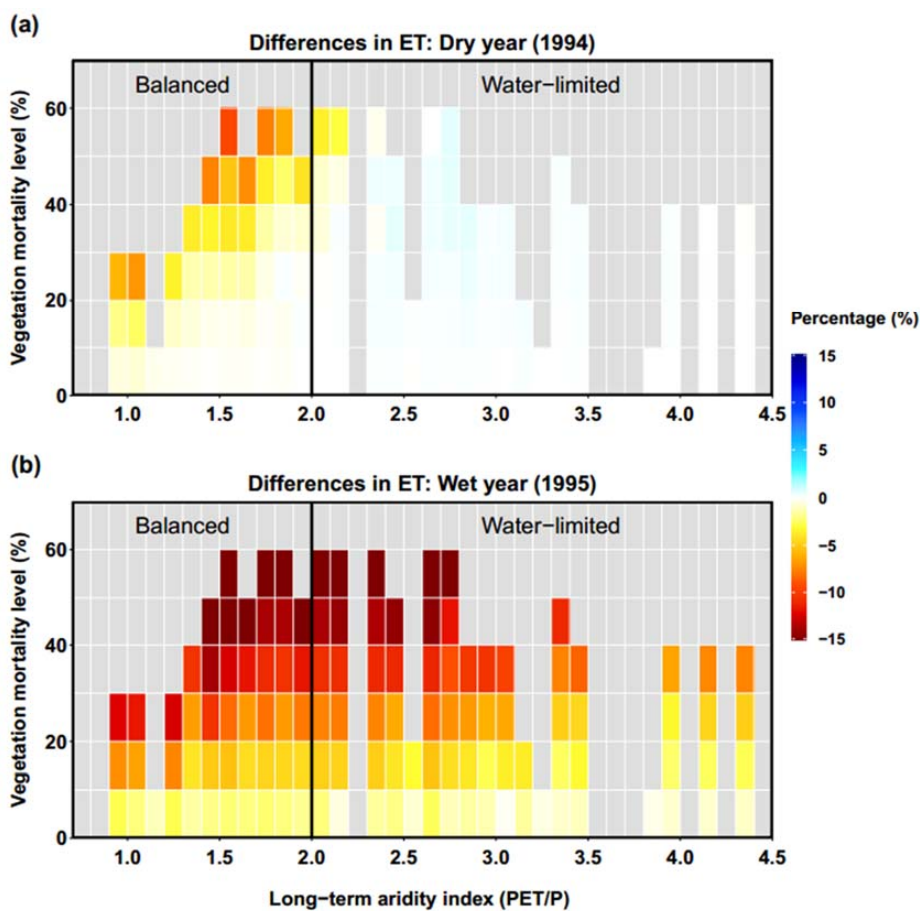 (a)
Differences in ET: Dry year (1994)
Balanced
Water−limited
Vegetation mortality level (%)
60
40
20
0
1.0 1.5 2.0 2.5 3.0 3.5 4.0 4.5
Percentage (%)
15
10
5
0
−5
−10
−15
(b)
Differences in ET: Wet year (1995)
Balanced
Water−limited
Vegetation mortality level (%)
60
40
20
0
1.0 1.5 2.0 2.5 3.0 3.5 4.0 4.5
Long−term aridity index (PET/P)